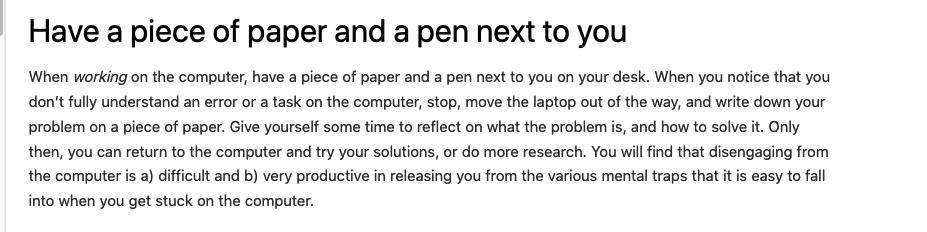 Have a piece of paper and a pen next to you
When working on the computer, have a piece of paper and a pen next to you on your desk. When you notice that you
don’t fully understand an error or a task on the computer, stop, move the laptop out of the way, and write down your
problem on a piece of paper. Give yourself some time to reflect on what the problem is, and how to solve it. Only
then, you can return to the computer and try your solutions, or do more research. You will find that disengaging from
the computer is a) difficult and b) very productive in releasing you from the various mental traps that it is easy to fall
into when you get stuck on the computer.